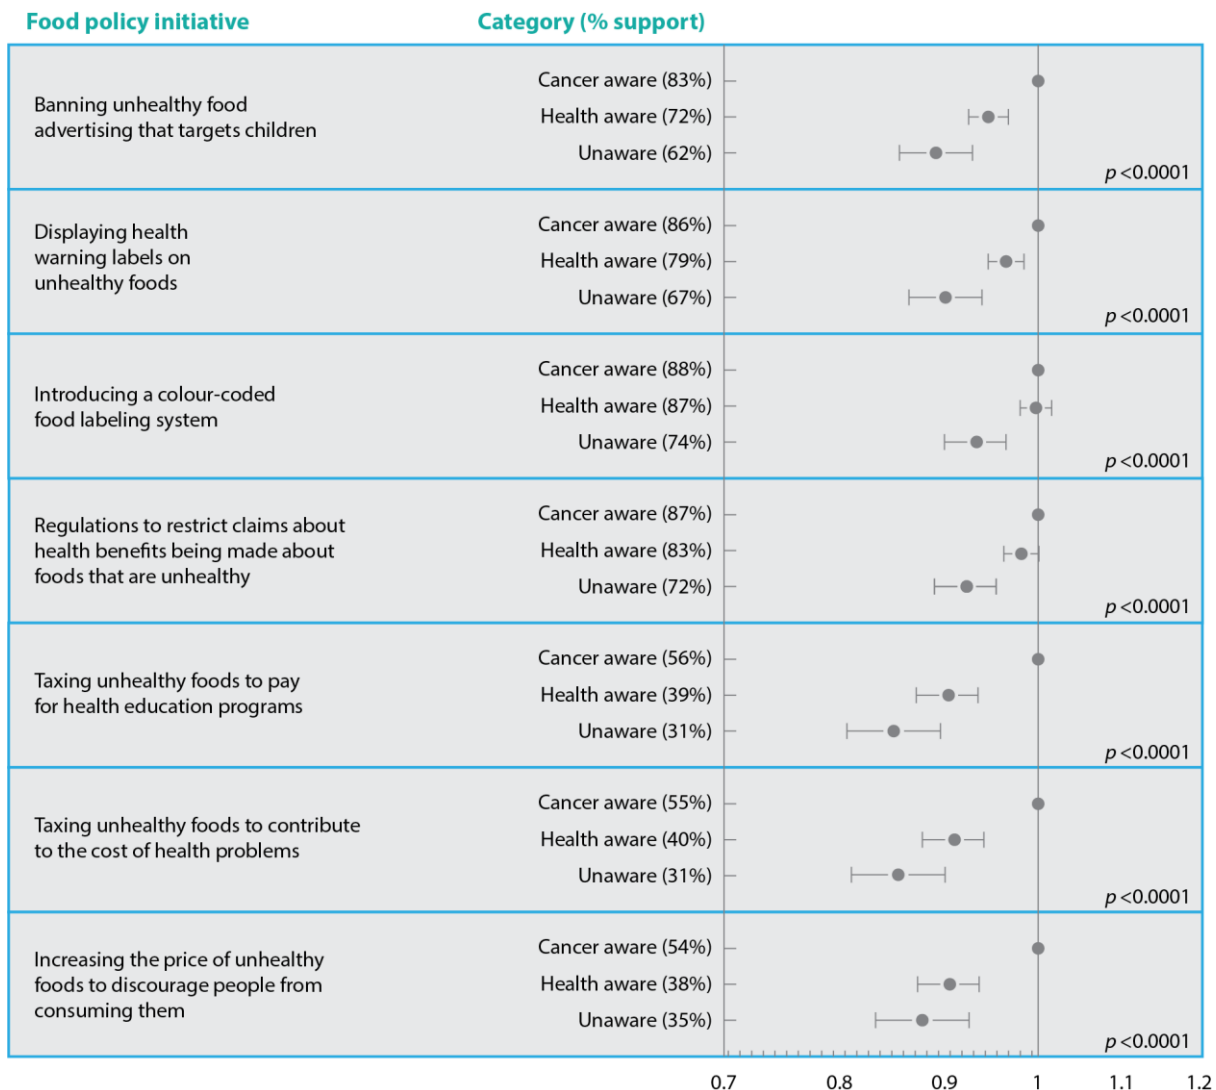 Food policy initiative
Category (% support)
Banning unhealthy food
advertising that targets children
Cancer aware (83%)
Health aware (72%)
Unaware (62%)
p <0.0001
Displaying health
warning labels on
unhealthy foods
Cancer aware (86%)
Health aware (79%)
Unaware (67%)
p <0.0001
Introducing a colour-coded
food labeling system
Cancer aware (88%)
Health aware (87%)
Unaware (74%)
p <0.0001
Regulations to restrict claims about
health benefits being made about
foods that are unhealthy
Cancer aware (87%)
Health aware (83%)
Unaware (72%)
p <0.0001
Taxing unhealthy foods to pay
for health education programs
Cancer aware (56%)
Health aware (39%)
Unaware (31%)
p <0.0001
Taxing unhealthy foods to contribute
to the cost of health problems
Cancer aware (55%)
Health aware (40%)
Unaware (31%)
p <0.0001
Increasing the price of unhealthy
foods to discourage people from
consuming them
Cancer aware (54%)
Health aware (38%)
Unaware (35%)
p <0.0001
0.7 0.8 0.9 1 1.1 1.2